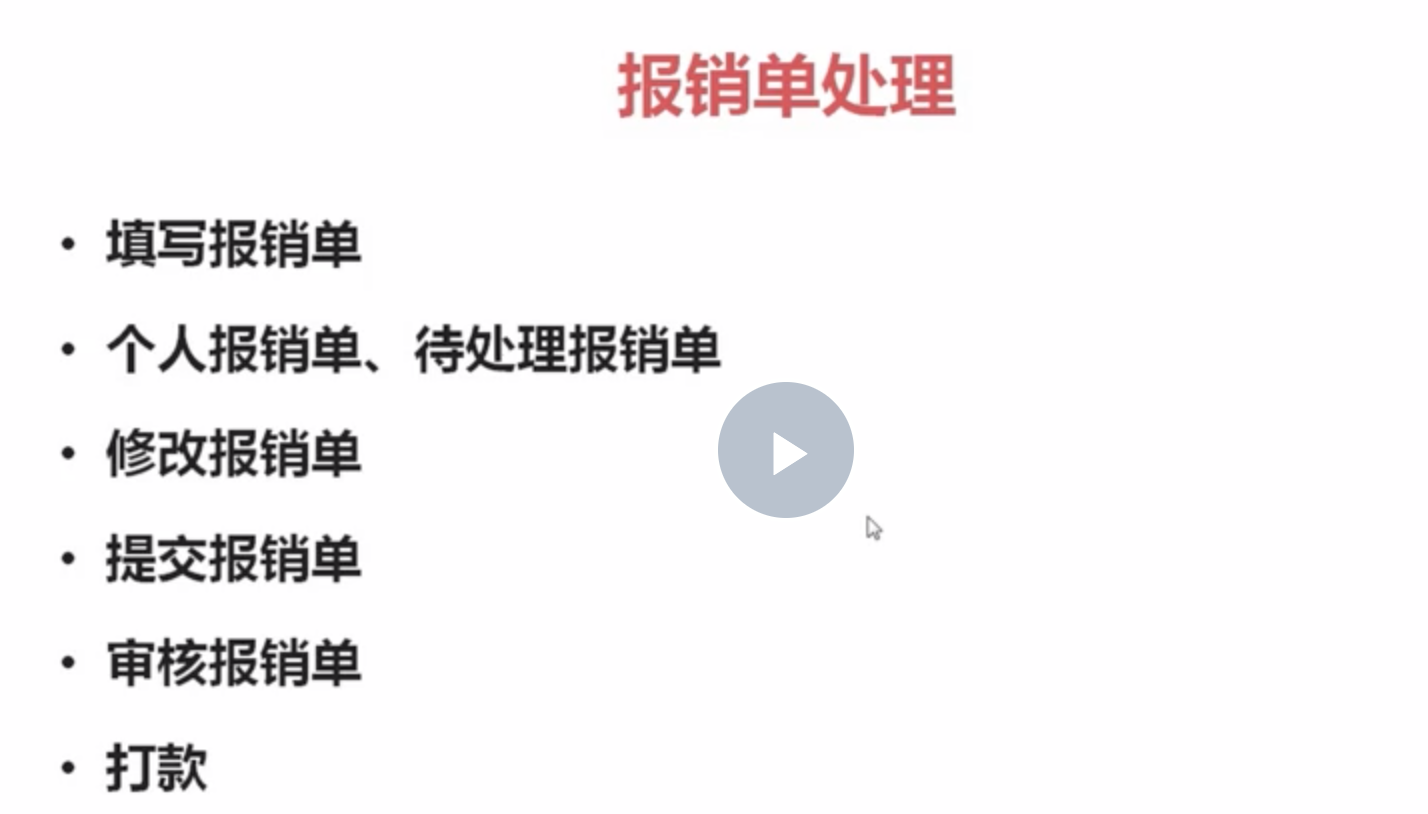 报销单处理
• 填写报销单
• 个人报销单、待处理报销单
• 修改报销单
• 提交报销单
• 审核报销单
• 打款